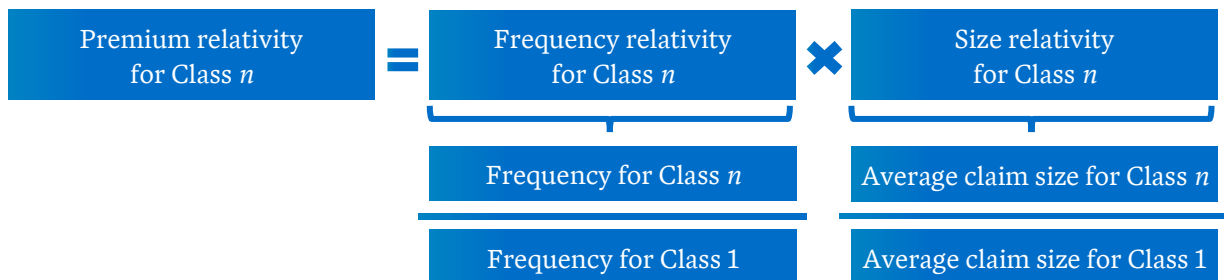 Premium relativity
for Class n
=
Frequency relativity
for Class n
×
Size relativity
for Class n
Frequency for Class n
Frequency for Class 1
Average claim size for Class n
Average claim size for Class 1